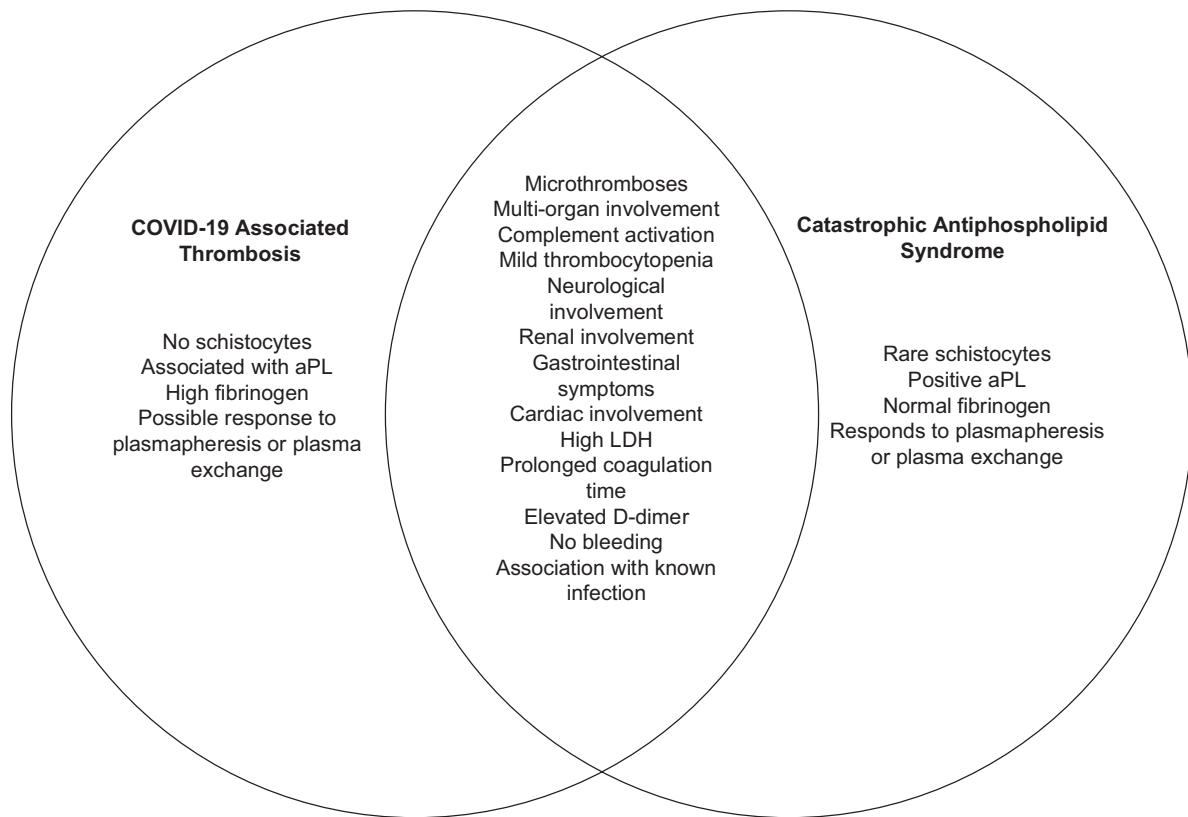 COVID-19 Associated
Thrombosis
No schistocytes
Associated with aPL
High fibrinogen
Possible response to
plasmapheresis or plasma
exchange
Microthromboses
Multi-organ involvement
Complement activation
Mild thrombocytopenia
Neurological
involvement
Renal involvement
Gastrointestinal
symptoms
Cardiac involvement
High LDH
Prolonged coagulation
time
Elevated D-dimer
No bleeding
Association with known
infection
Catastrophic Antiphospholipid
Syndrome
Rare schistocytes
Positive aPL
Normal fibrinogen
Responds to plasmapheresis
or plasma exchange